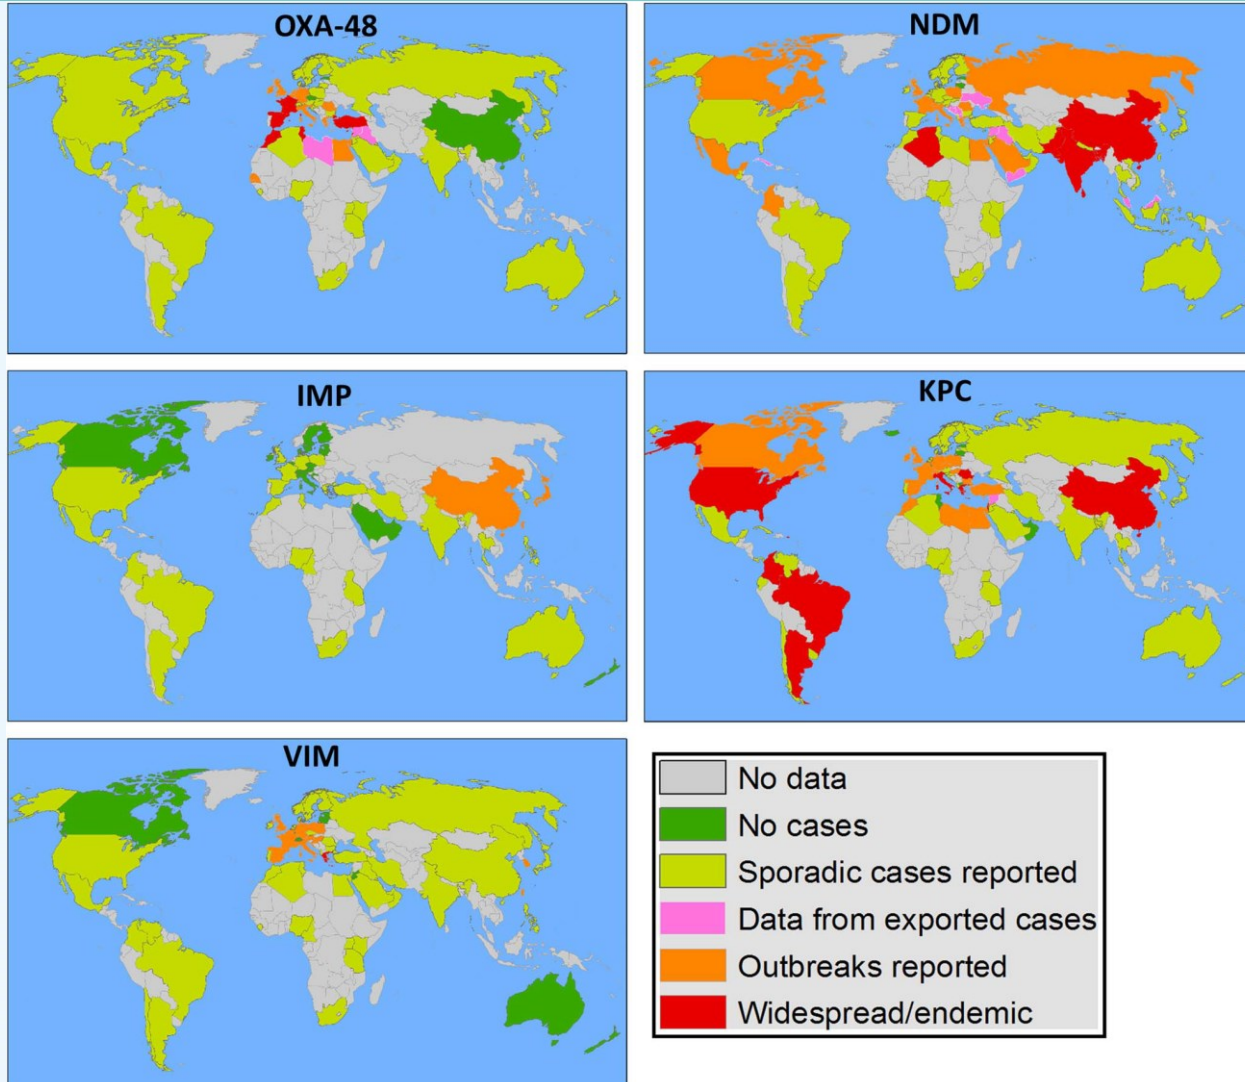 OXA-48
NDM
IMP
KPC
VIM
No data
No cases
Sporadic cases reported
Data from exported cases
Outbreaks reported
Widespread/endemic